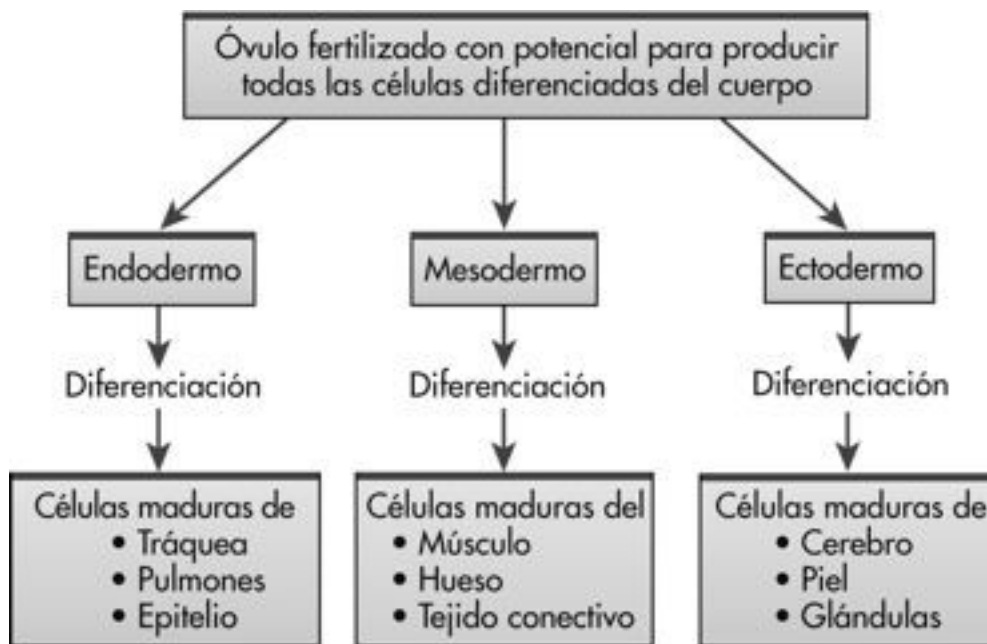 Óvulo fertilizado con potencial para producir
todas las células diferenciadas del cuerpo
Endodermo
Mesodermo
Ectodermo
Diferenciación
Diferenciación
Diferenciación
Células maduras de
• Tráquea
• Pulmones
• Epitelio
Células maduras del
• Músculo
• Hueso
• Tejido conectivo
Células maduras de
• Cerebro
• Piel
• Glándulas